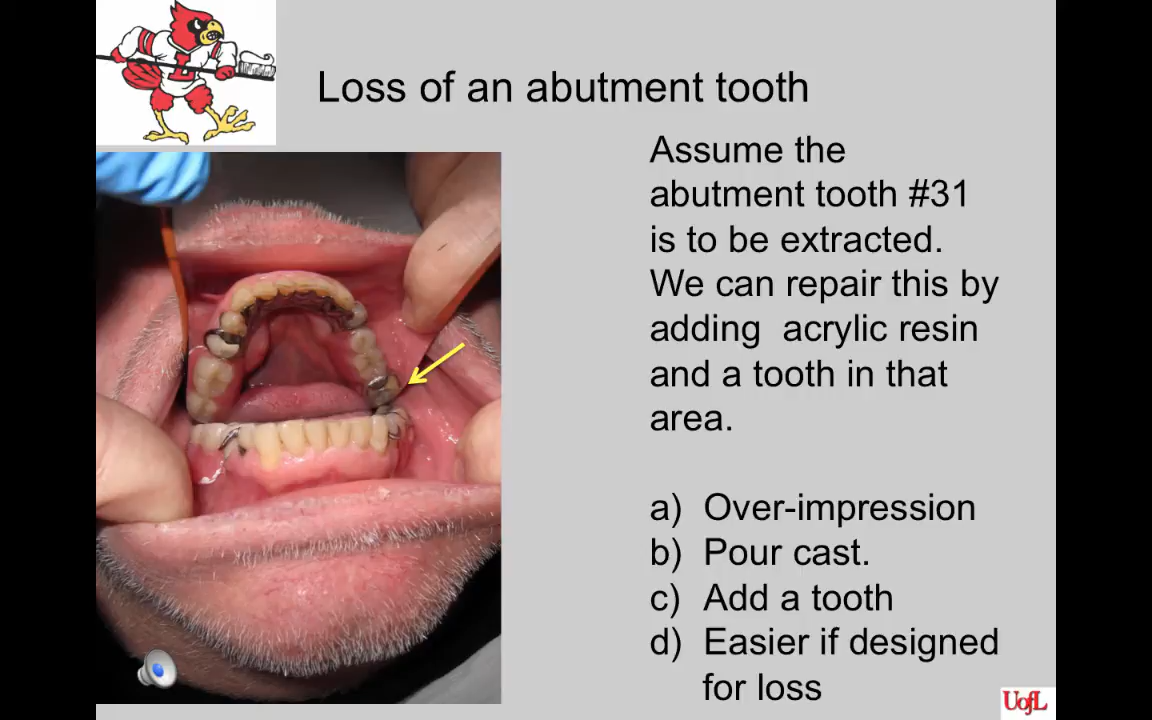 Loss of an abutment tooth
Assume the
abutment tooth #31
is to be extracted.
We can repair this by
adding acrylic resin
and a tooth in that
area.
a) Over-impression
b) Pour cast.
c) Add a tooth
d) Easier if designed
for loss
L
UofL